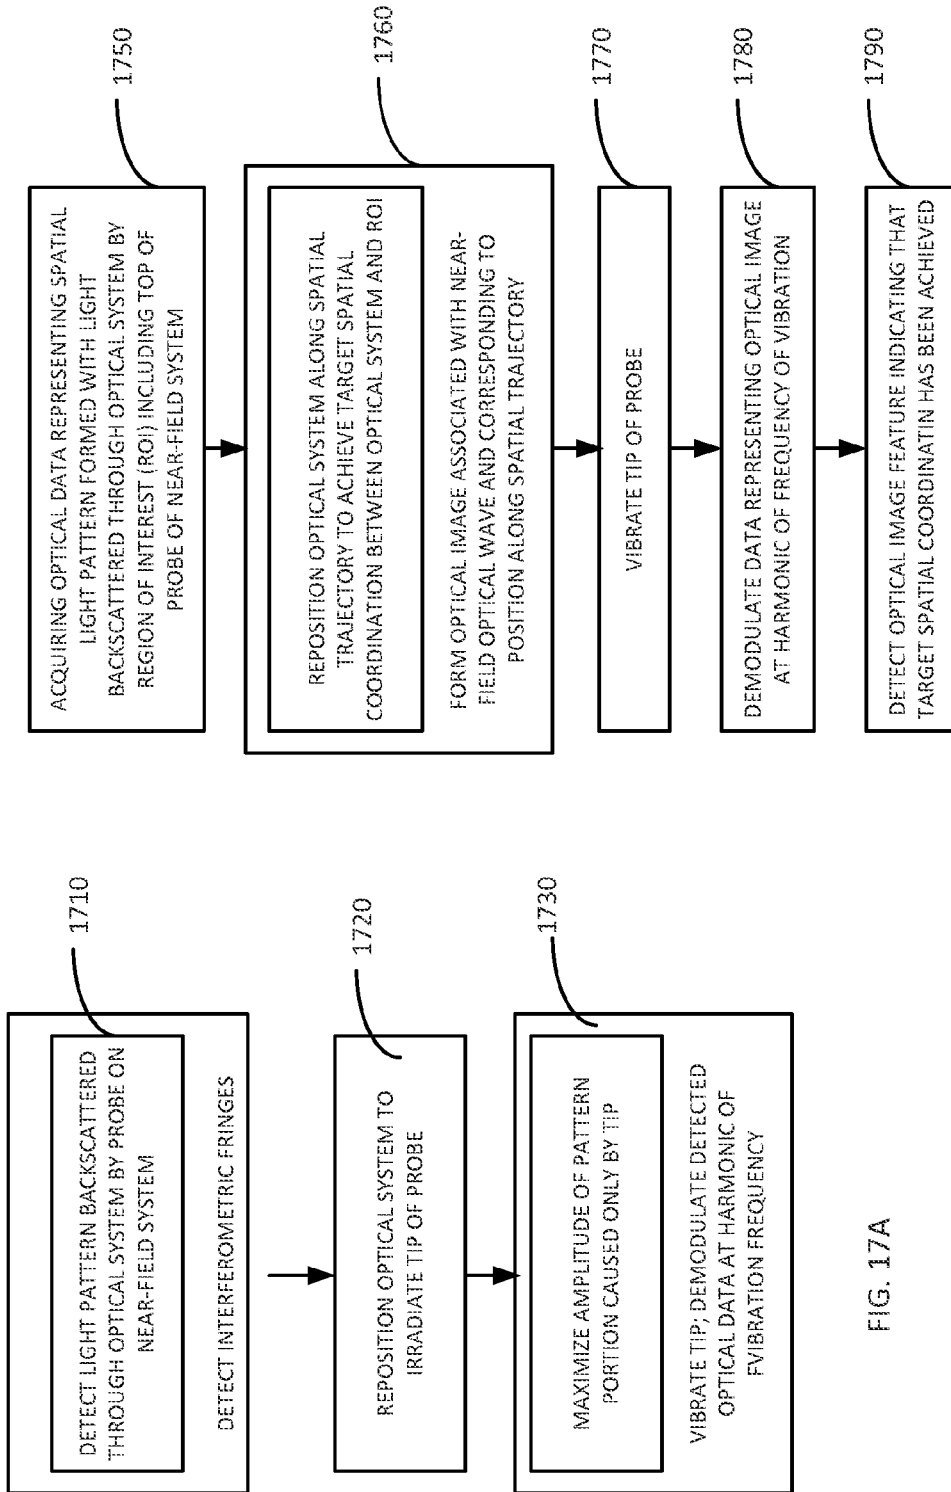 DETECT LIGHT PATTERN BACKSCATTERED
THROUGH OPTICAL SYSTEM BY PROBE ON
NEAR-FIELD SYSTEM
DETECT INTERFEROMETRIC FRINGES
1710
REPOSITION OPTICAL SYSTEM TO
IRRADIATE TIP OF PROBE
1720
MAXIMIZE AMPLITUDE OF PATTERN
PORTION CAUSED ONLY BY TIP
VIBRATE TIP; DEMODULATE DETECTED
OPTICAL DATA AT HARMONIC OF
FVIBRATION FREQUENCY
1730
FIG. 17A
ACQUIRING OPTICAL DATA REPRESENTING SPATIAL
LIGHT PATTERN FORMED WITH LIGHT
BACKSCATTERED THROUGH OPTICAL SYSTEM BY
REGION OF INTEREST (ROI) INCLUDING TOP OF
PROBE OF NEAR-FIELD SYSTEM
1750
REPOSITION OPTICAL SYSTEM ALONG SPATIAL
TRAJECTORY TO ACHIEVE TARGET SPATIAL
COORDINATION BETWEEN OPTICAL SYSTEM AND ROI
FORM OPTICAL IMAGE ASSOCIATED WITH NEAR-
FIELD OPTICAL WAVE AND CORRESPONDING TO
POSITION ALONG SPATIAL TRAJECTORY
1760
VIBRATE TIP OF PROBE
1770
DEMODULATE DATA REPRESENTING OPTICAL IMAGE
AT HARMONIC OF FREQUENCY OF VIBRATION
1780
DETECT OPTICAL IMAGE FEATURE INDICATING THAT
TARGET SPATIAL COORDINATIN HAS BEEN ACHIEVED
1790